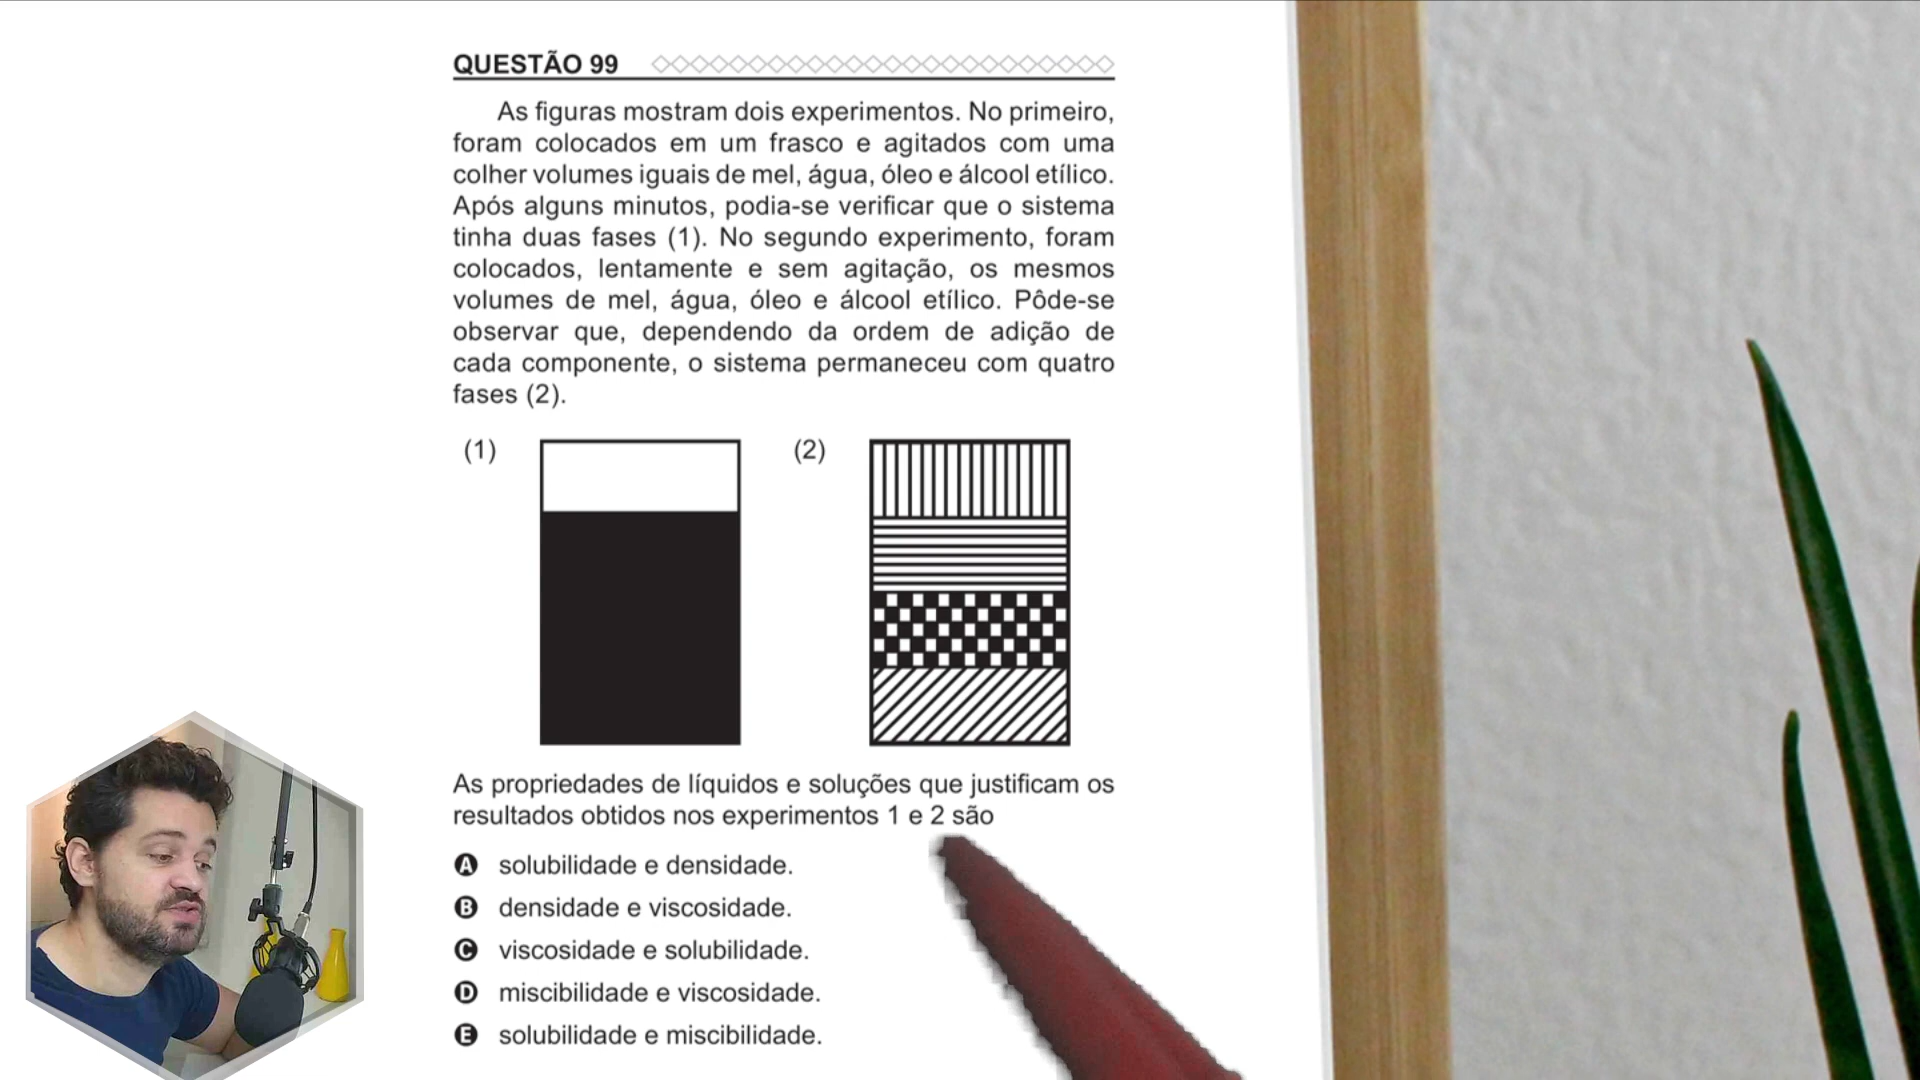 QUESTÃO 99
As figuras mostram dois experimentos. No primeiro,
foram colocados em um frasco e agitados com uma
colher volumes iguais de mel, água, óleo e álcool etílico.
Após alguns minutos, podia-se verificar que o sistema
tinha duas fases (1). No segundo experimento, foram
colocados, lentamente e sem agitação, os mesmos
volumes de mel, água, óleo e álcool etílico. Pôde-se
observar que, dependendo da ordem de adição de
cada componente, o sistema permaneceu com quatro
fases (2).
(1) (2)
As propriedades de líquidos e soluções que justificam os
resultados obtidos nos experimentos 1 e 2 são
A solubilidade e densidade.
B densidade e viscosidade.
C viscosidade e solubilidade.
D miscibilidade e viscosidade.
E solubilidade e miscibilidade.